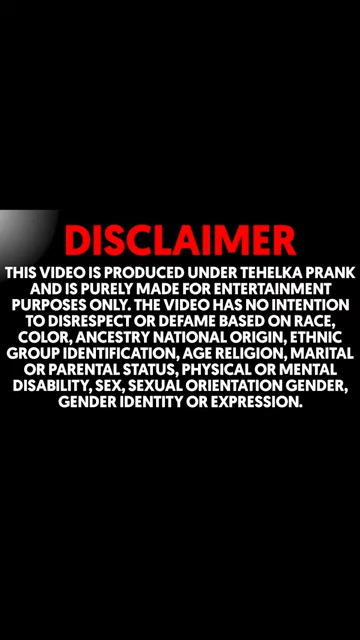 DISCLAIMER
THIS VIDEO IS PRODUCED UNDER TEHELKA PRANK
AND IS PURELY MADE FOR ENTERTAINMENT
PURPOSES ONLY. THE VIDEO HAS NO INTENTION
TO DISRESPECT OR DEFAME BASED ON RACE,
COLOR, ANCESTRY NATIONAL ORIGIN, ETHNIC
GROUP IDENTIFICATION, AGE RELIGION, MARITAL
OR PARENTAL STATUS, PHYSICAL OR MENTAL
DISABILITY, SEX, SEXUAL ORIENTATION GENDER,
GENDER IDENTITY OR EXPRESSION.